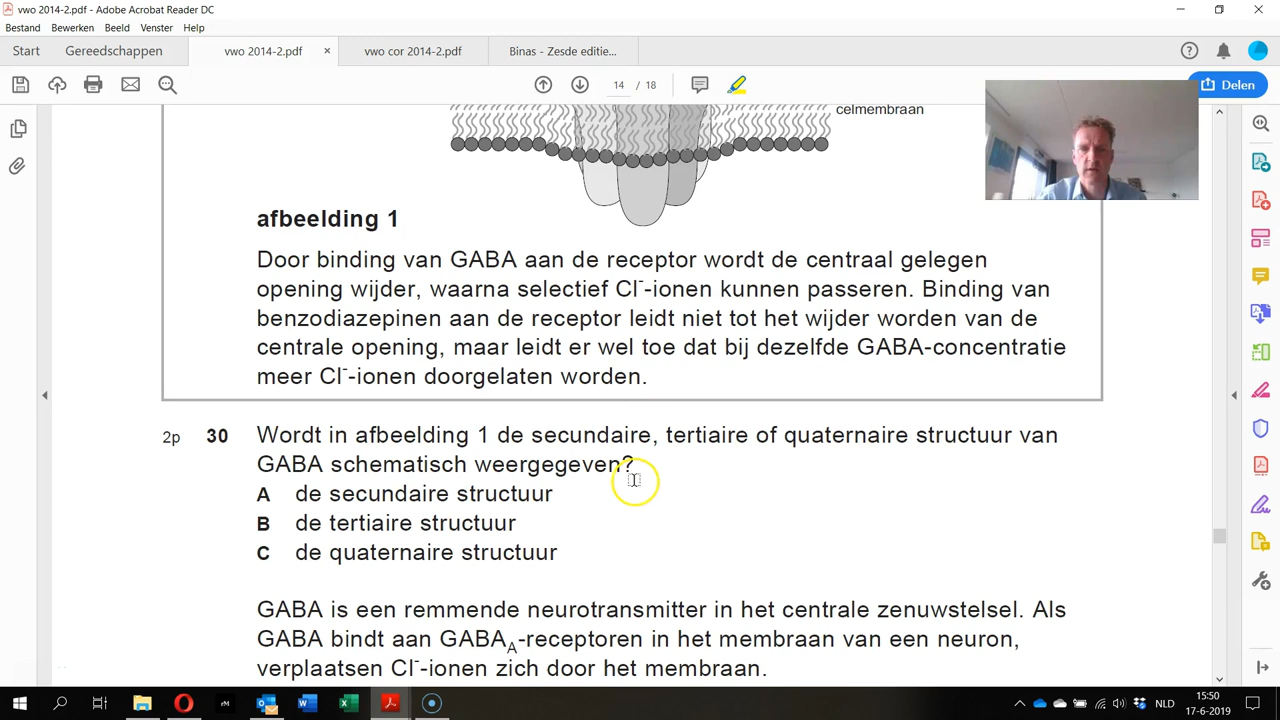 vwo 2014-2.pdf - Adobe Acrobat Reader DC
Bestand Bewerken Beeld Venster Help
Start Gereedschappen vwo 2014-2.pdf × vwo cor 2014-2.pdf Binas - Zesde editie...
14 / 18 Delen
celmembraan
afbeelding 1
Door binding van GABA aan de receptor wordt de centraal gelegen
opening wijder, waarna selectief Cl⁻-ionen kunnen passeren. Binding van
benzodiazepinen aan de receptor leidt niet tot het wijder worden van de
centrale opening, maar leidt er wel toe dat bij dezelfde GABA-concentratie
meer Cl⁻-ionen doorgelaten worden.
2p 30 Wordt in afbeelding 1 de secundaire, tertiaire of quaternaire structuur van
GABA schematisch weergegeven?
A de secundaire structuur
B de tertiaire structuur
C de quaternaire structuur
GABA is een remmende neurotransmitter in het centrale zenuwstelsel. Als
GABA bindt aan GABA_A-receptoren in het membraan van een neuron,
verplaatsen Cl⁻-ionen zich door het membraan.
NLD 15:50
17-6-2019